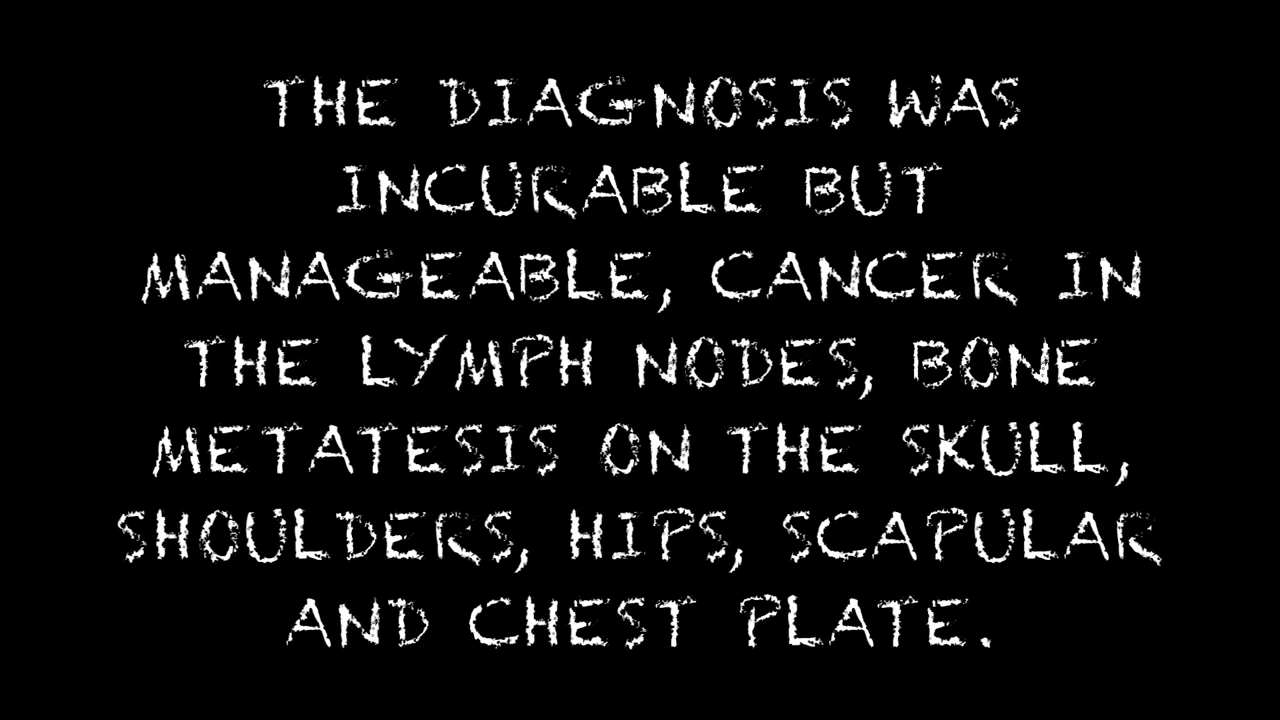 THE DIAGNOSIS WAS
INCURABLE BUT
MANAGEABLE, CANCER IN
THE LYMPH NODES, BONE
METATESIS ON THE SKULL,
SHOULDERS, HIPS, SCAPULAR
AND CHEST PLATE.